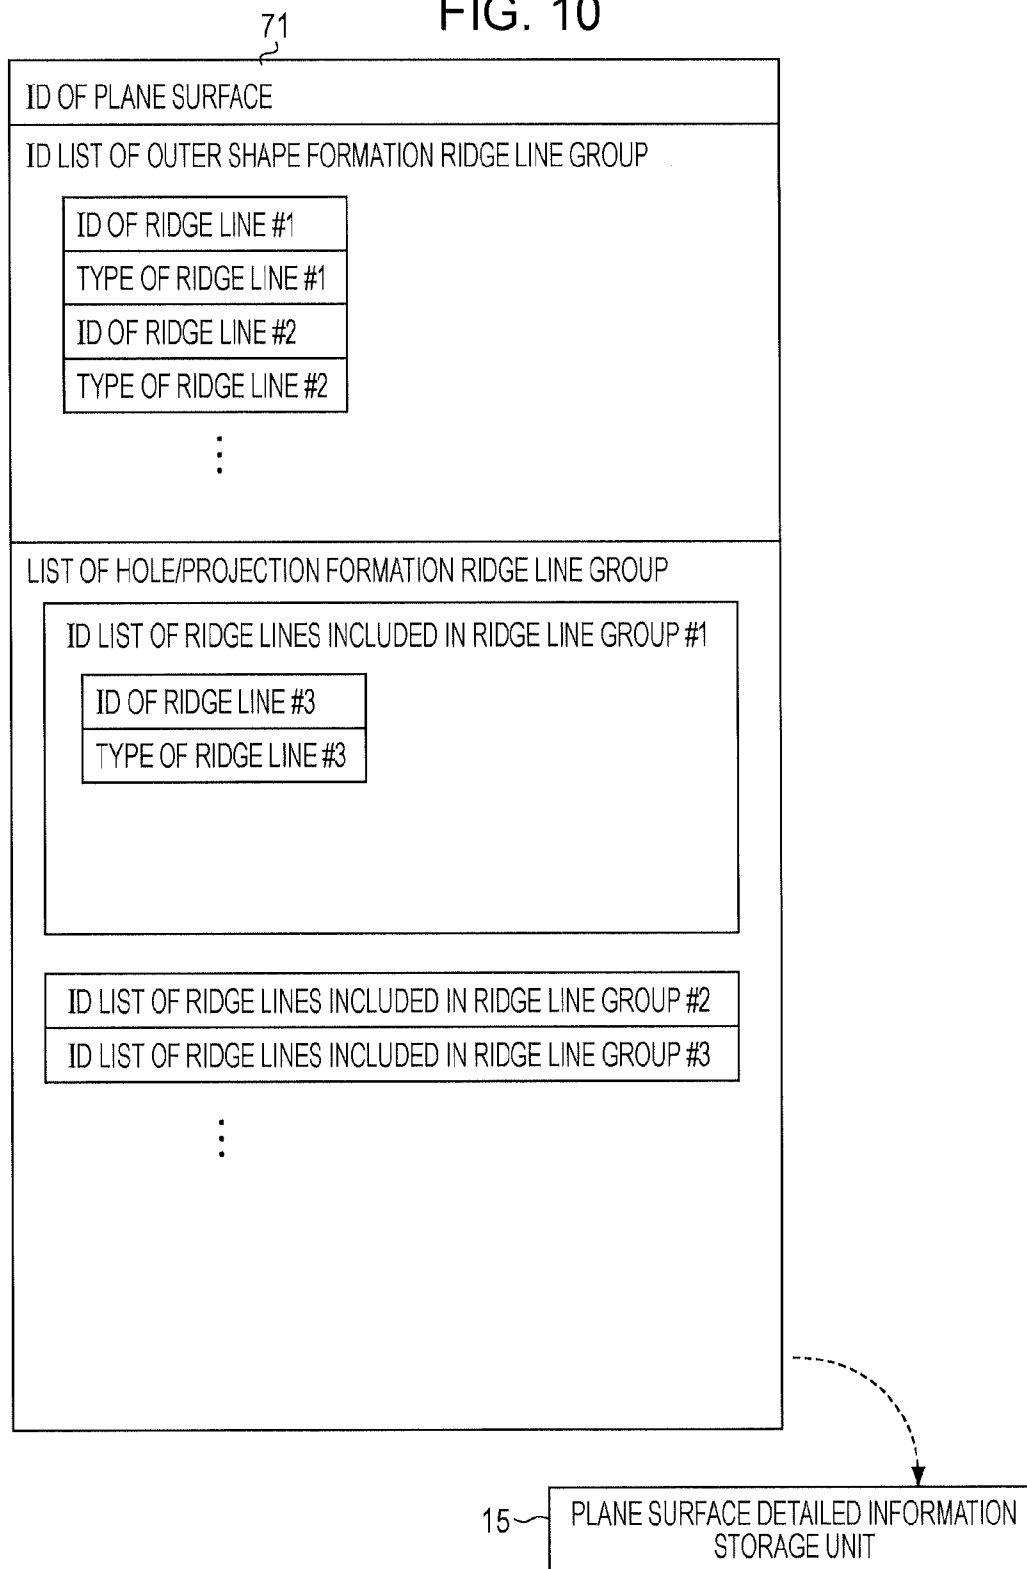 FIG. 10
71
ID OF PLANE SURFACE
ID LIST OF OUTER SHAPE FORMATION RIDGE LINE GROUP
ID OF RIDGE LINE #1
TYPE OF RIDGE LINE #1
ID OF RIDGE LINE #2
TYPE OF RIDGE LINE #2
⋮
LIST OF HOLE/PROJECTION FORMATION RIDGE LINE GROUP
ID LIST OF RIDGE LINES INCLUDED IN RIDGE LINE GROUP #1
ID OF RIDGE LINE #3
TYPE OF RIDGE LINE #3
ID LIST OF RIDGE LINES INCLUDED IN RIDGE LINE GROUP #2
ID LIST OF RIDGE LINES INCLUDED IN RIDGE LINE GROUP #3
⋮
15
PLANE SURFACE DETAILED INFORMATION
STORAGE UNIT